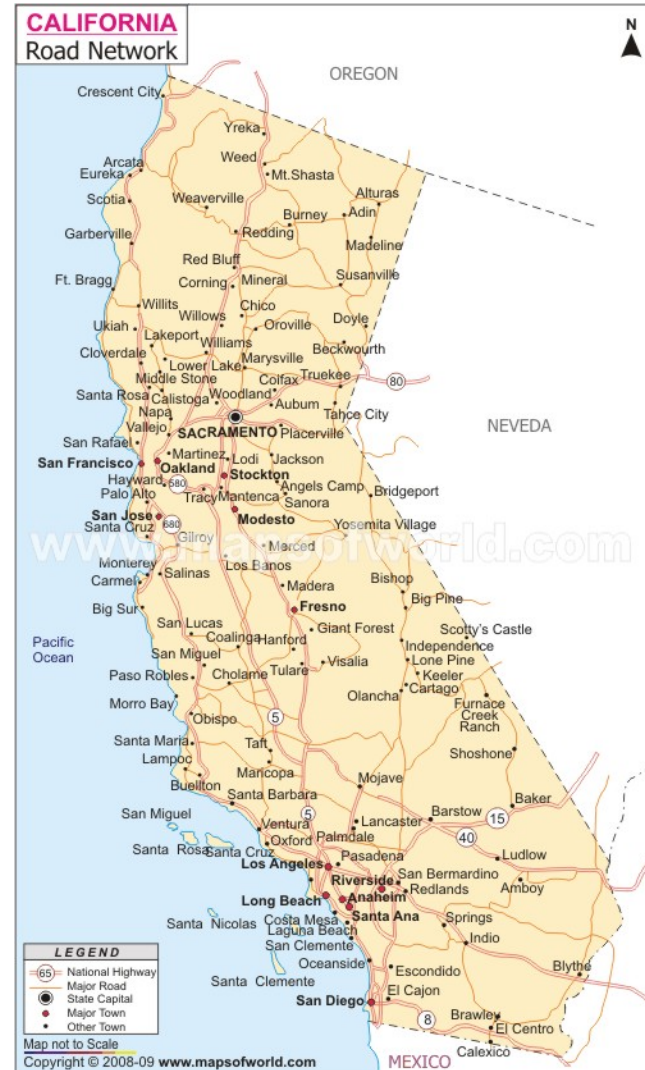 CALIFORNIA
Road Network
N
OREGON
Crescent City
Yreka
Weed
Arcata
Eureka
Mt.Shasta
Scotia
Weaverville
Alturas
Adin
Burney
Garberville
Redding
Madeline
Red Bluff
Ft. Bragg
Corning
Mineral
Susanville
Willits
Willows
Chico
Ukiah
Oroville
Doyle
Lakeport
Williams
Beckwourth
Cloverdale
Lower Lake
Marysville
Middle Stone
Colfax
Truekee
80
Santa Rosa
Calistoga
Woodland
Auburn
Napa
Tahce City
Vallejo
SACRAMENTO
Placerville
NEVEDA
San Rafael
Martinez
Lodi
Jackson
San Francisco
Oakland
Stockton
Hayward
580
Angels Camp
Palo Alto
Tracy
Mantenca
Sanora
Bridgeport
San Jose
Modesto
Santa Cruz
680
Gilroy
Yosemita Village
www.mapsofworld.com
Merced
Monterey
Los Banos
Carmel
Salinas
Madera
Bishop
Big Sur
Fresno
Big Pine
San Lucas
Giant Forest
Scotty's Castle
Pacific
Ocean
Coalinga
Hanford
Independence
San Miguel
Lone Pine
Tulare
Visalia
Keeler
Paso Robles
Cholame
Olancha
Cartago
Furnace
Creek
Ranch
Morro Bay
Obispo
5
Santa Maria
Taft
Shoshone
Lampoc
Maricopa
Mojave
Buellton
Santa Barbara
Baker
San Miguel
5
Barstow
15
Ventura
Lancaster
Oxford
Palmdale
40
Santa Rosa
Santa Cruz
Pasadena
Ludlow
Los Angeles
Riverside
San Bernardino
Long Beach
Anaheim
Redlands
Amboy
Santa Nicolas
Costa Mesa
Santa Ana
Springs
Laguna Beach
San Clemente
Indio
Oceanside
Santa Clemente
Escondido
Blythe
San Diego
El Cajon
Brawley
8
El Centro
Calexico
MEXICO
LEGEND
65 National Highway
Major Road
State Capital
Major Town
Other Town
Map not to Scale
Copyright © 2008-09 www.mapsofworld.com